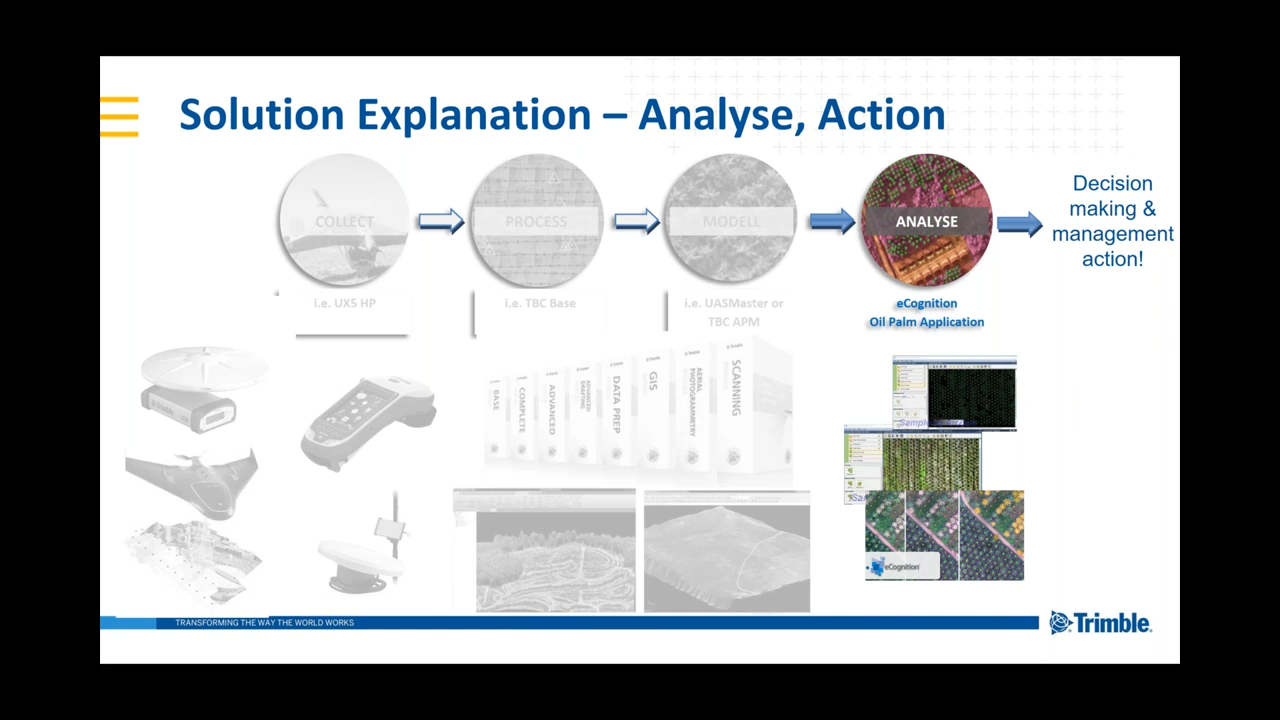 Solution Explanation – Analyse, Action
COLLECT
PROCESS
MODELL
ANALYSE
Decision
making &
management
action!
i.e. UX5 HP
i.e. TBC Base
i.e. UASMaster or
TBC APM
eCognition
Oil Palm Application
BASE
COMPLETE
ADVANCED
ADVANCED
DRAFTING
DATA PREP
GIS
AERIAL
PHOTOGRAMMETRY
SCANNING
eCognition
TRANSFORMING THE WAY THE WORLD WORKS
Trimble